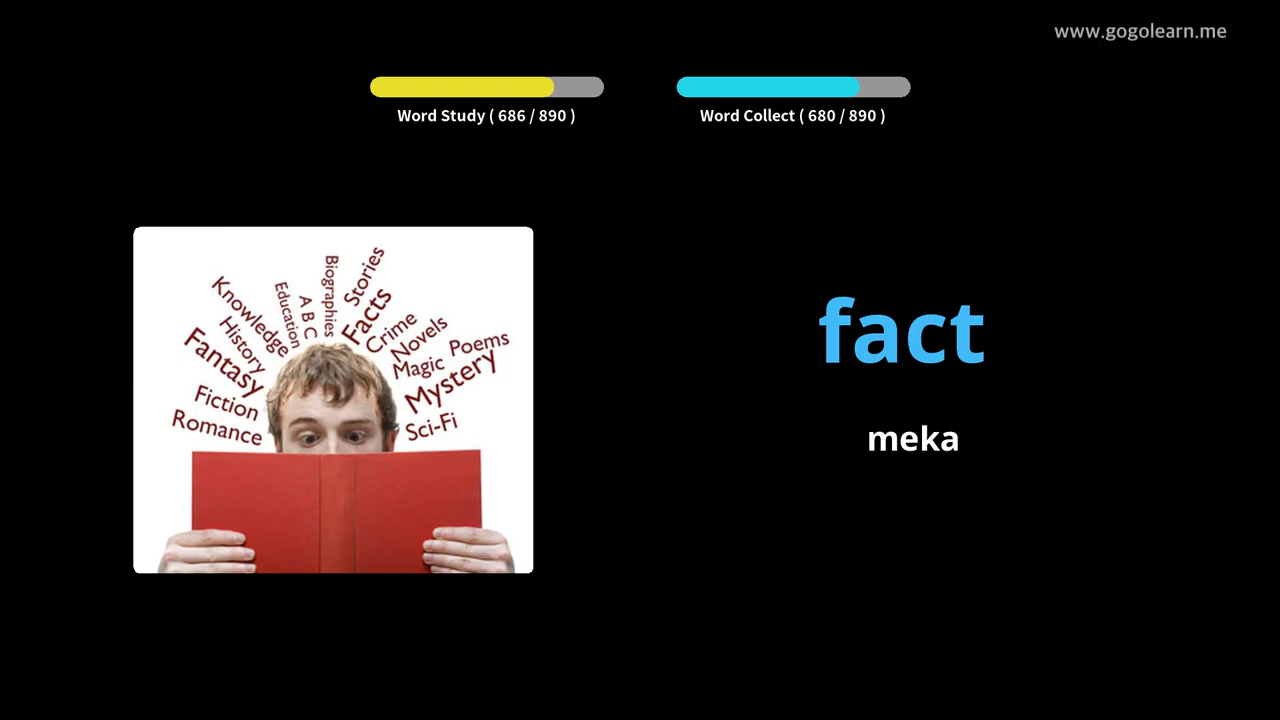 www.gogolearn.me
Word Study ( 686 / 890 )
Word Collect ( 680 / 890 )
Knowledge
Education
A B C
Biographies
Stories
Facts
Crime
Novels
Poems
History
Magic
Fantasy
Mystery
Fiction
Sci-Fi
Romance
fact
meka